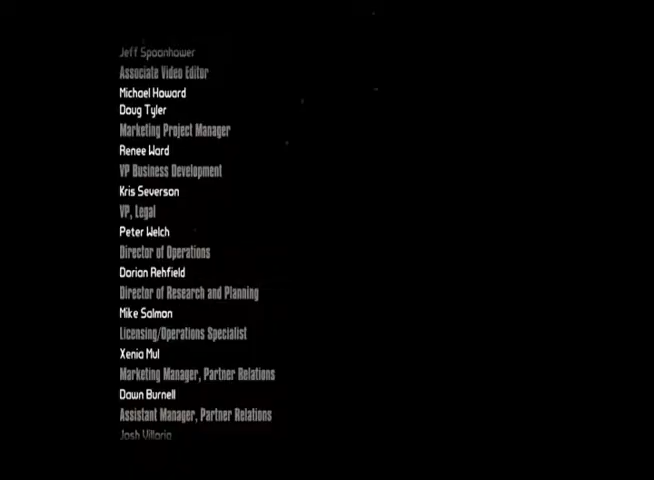 Jeff Spoonhower
Associate Video Editor
Michael Howard
Doug Tyler
Marketing Project Manager
Renee Ward
VP Business Development
Kris Severson
VP, Legal
Peter Welch
Director of Operations
Dorian Rehfield
Director of Research and Planning
Mike Salmon
Licensing/Operations Specialist
Xenia Mul
Marketing Manager, Partner Relations
Dawn Burnell
Assistant Manager, Partner Relations
Josh Villaria